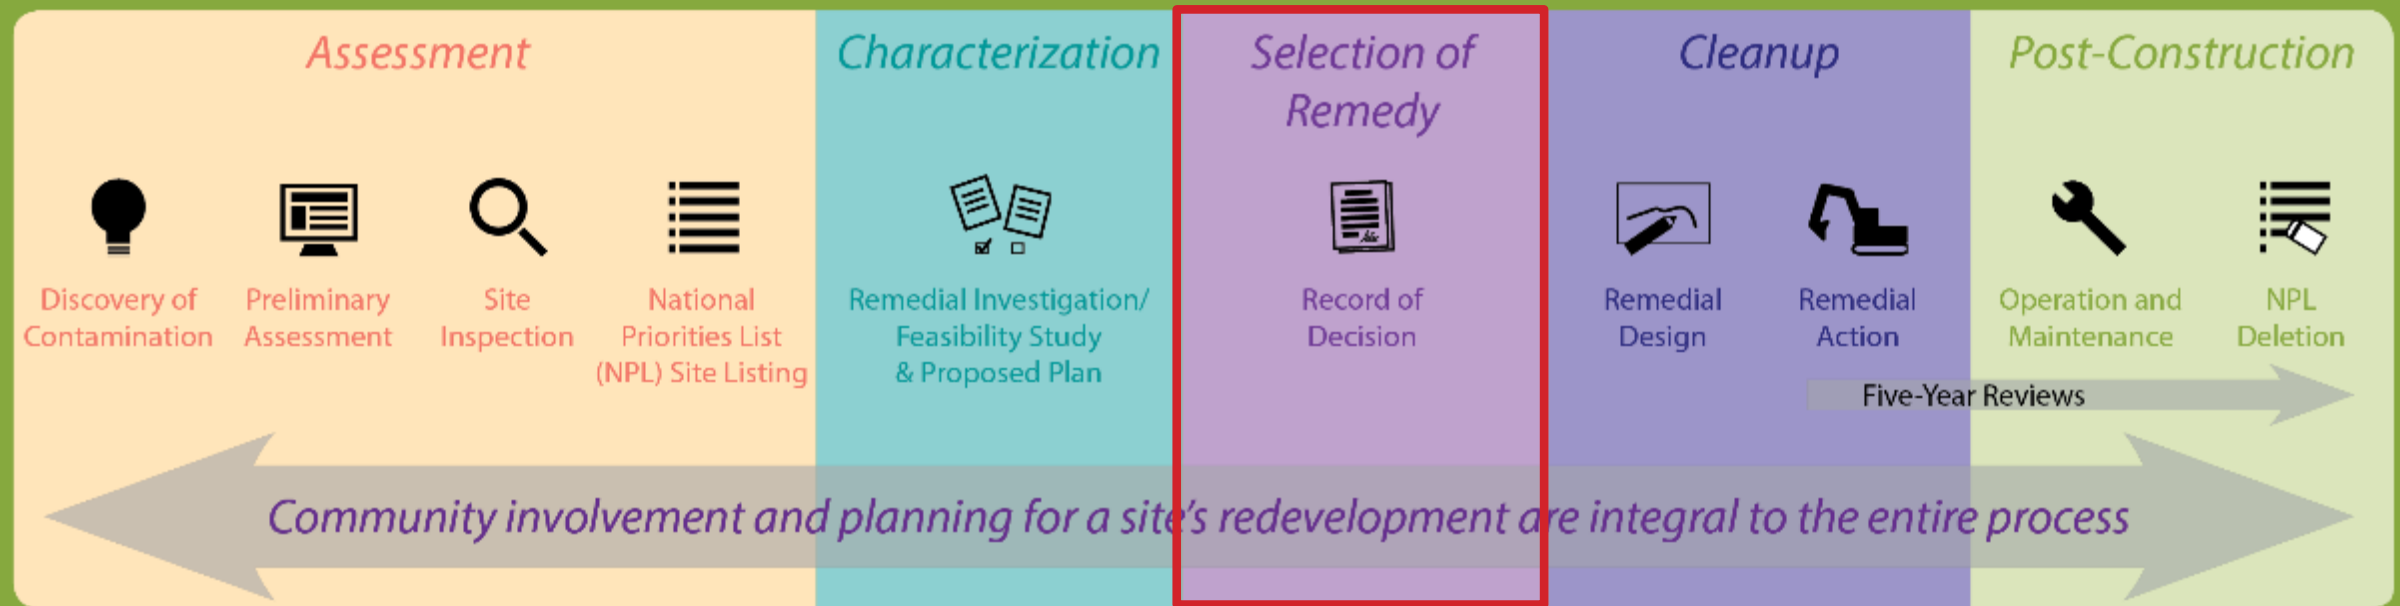 Assessment
Discovery of
Contamination
Preliminary
Assessment
Site
Inspection
National
Priorities List
(NPL) Site Listing
Characterization
Remedial Investigation/
Feasibility Study
& Proposed Plan
Selection of
Remedy
Record of
Decision
Cleanup
Remedial
Design
Remedial
Action
Post-Construction
Operation and
Maintenance
NPL
Deletion
Five-Year Reviews
Community involvement and planning for a site's redevelopment are integral to the entire process